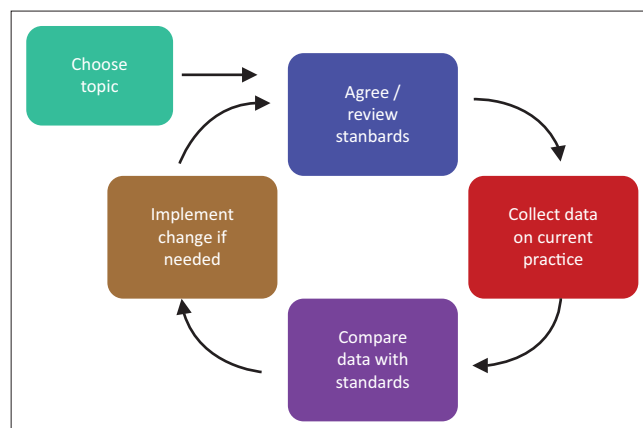 Choose
topic
Agree /
review
stanbards
Collect data
on current
practice
Compare
data with
standards
Implement
change if
needed